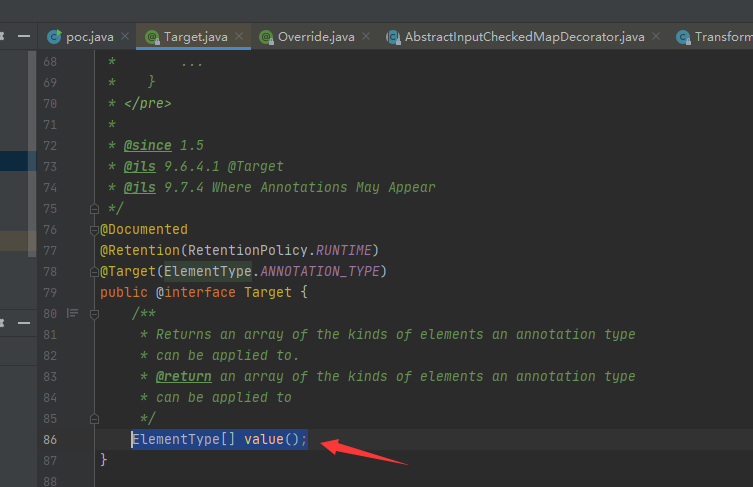 poc.java Target.java Override.java AbstractInputCheckedMapDecorator.java Transform
68 * ...
69 * }
70 * </pre>
71 *
72 * @since 1.5
73 * @jls 9.6.4.1 @Target
74 * @jls 9.7.4 Where Annotations May Appear
75 */
76 @Documented
77 @Retention(RetentionPolicy.RUNTIME)
78 @Target(ElementType.ANNOTATION_TYPE)
79 public @interface Target {
80 /**
81 * Returns an array of the kinds of elements an annotation type
82 * can be applied to.
83 * @return an array of the kinds of elements an annotation type
84 * can be applied to
85 */
86 ElementType[] value();
87 }
88